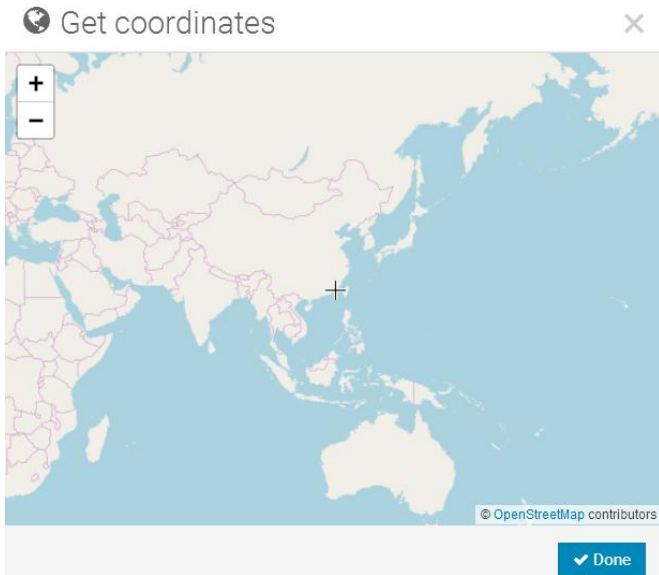 Get coordinates
×
+
−
© OpenStreetMap contributors
✔ Done